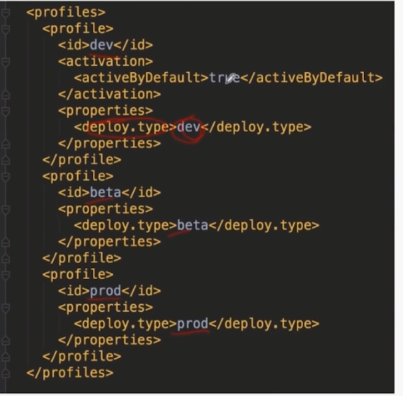 <profiles>
<profile>
<id>dev</id>
<activation>
<activeByDefault>true</activeByDefault>
</activation>
<properties>
<deploy.type>dev</deploy.type>
</properties>
</profile>
<profile>
<id>beta</id>
<properties>
<deploy.type>beta</deploy.type>
</properties>
</profile>
<profile>
<id>prod</id>
<properties>
<deploy.type>prod</deploy.type>
</properties>
</profile>
</profiles>